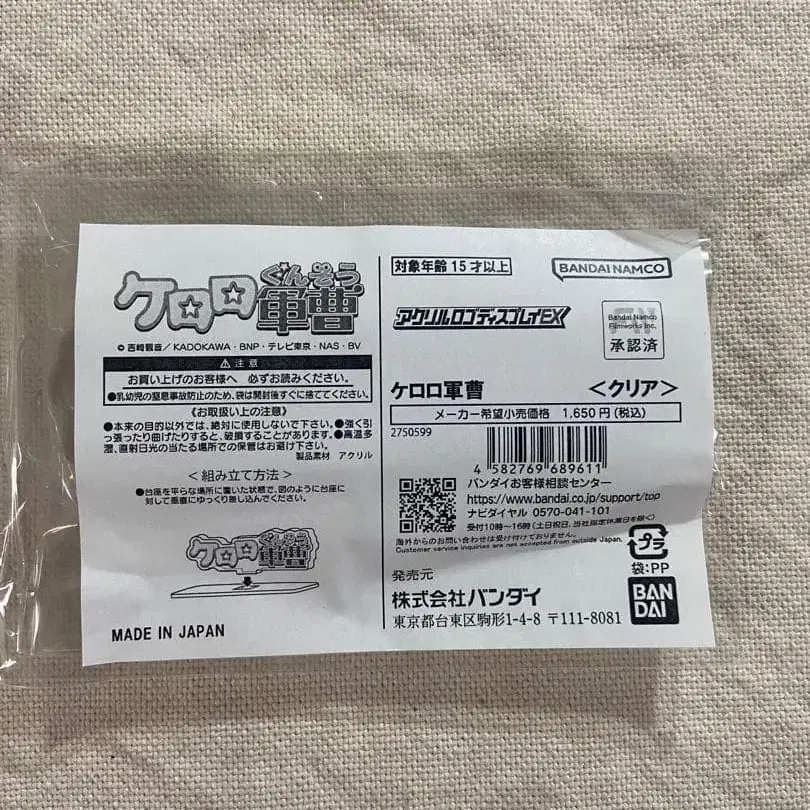 ケロロぐんそう軍曹
© 吉崎観音/KADOKAWA・BNP・テレビ東京・NAS・BV
⚠ 注意
お買い上げのお客様へ 必ずお読みください。
●乳幼児の窒息事故防止のため、袋は開封後すぐに捨ててください。
《お取扱い上の注意》
●本来の目的以外では、絶対に使用しないで下さい。●強く引
っ張ったり曲げたりすると、破損することがあります。●高温多
湿、直射日光の当たる場所での保管はお避け下さい。
製品素材 アクリル
<組み立て方法>
●台座を平らな場所に置いた状態で、図のように台座に
対して垂直にゆっくり差し込んでください。
ケロロ軍曹
MADE IN JAPAN
対象年齢 15才以上
BANDAI NAMCO
アクリルロゴディスプレイEX
Bandai Namco
Filmworks Inc.
承認済
ケロロ軍曹 <クリア>
メーカー希望小売価格 1,650円(税込)
2750599
4 582769 689611
バンダイお客様相談センター
https://www.bandai.co.jp/support/top
ナビダイヤル 0570-041-101
受付10時〜16時(土日祝日、当社指定休業日を除く)
海外からのお問い合わせは受け付けておりません。
Customer service inquiries are not accepted from outside Japan.
プラ
袋:PP
発売元
株式会社バンダイ
東京都台東区駒形1-4-8 〒111-8081
BAN
DAI